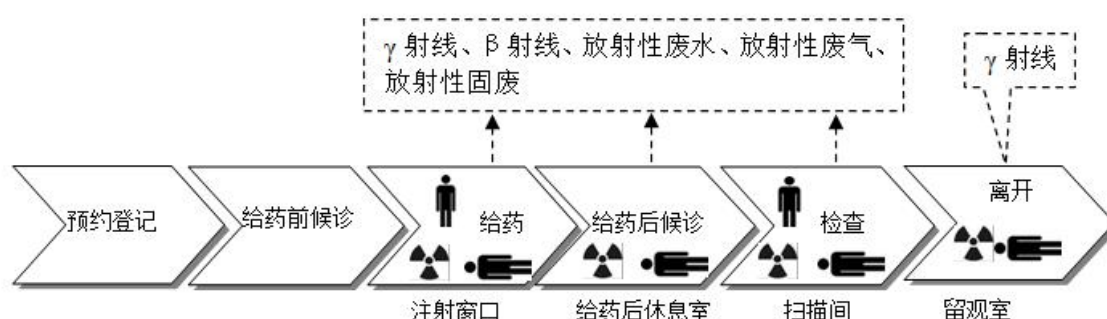 γ 射线、β 射线、放射性废水、放射性废气、
放射性固废
γ 射线
预约登记
给药前候诊
给药
给药后候诊
检查
离开
注射窗口
给药后休息室
扫描间
留观室